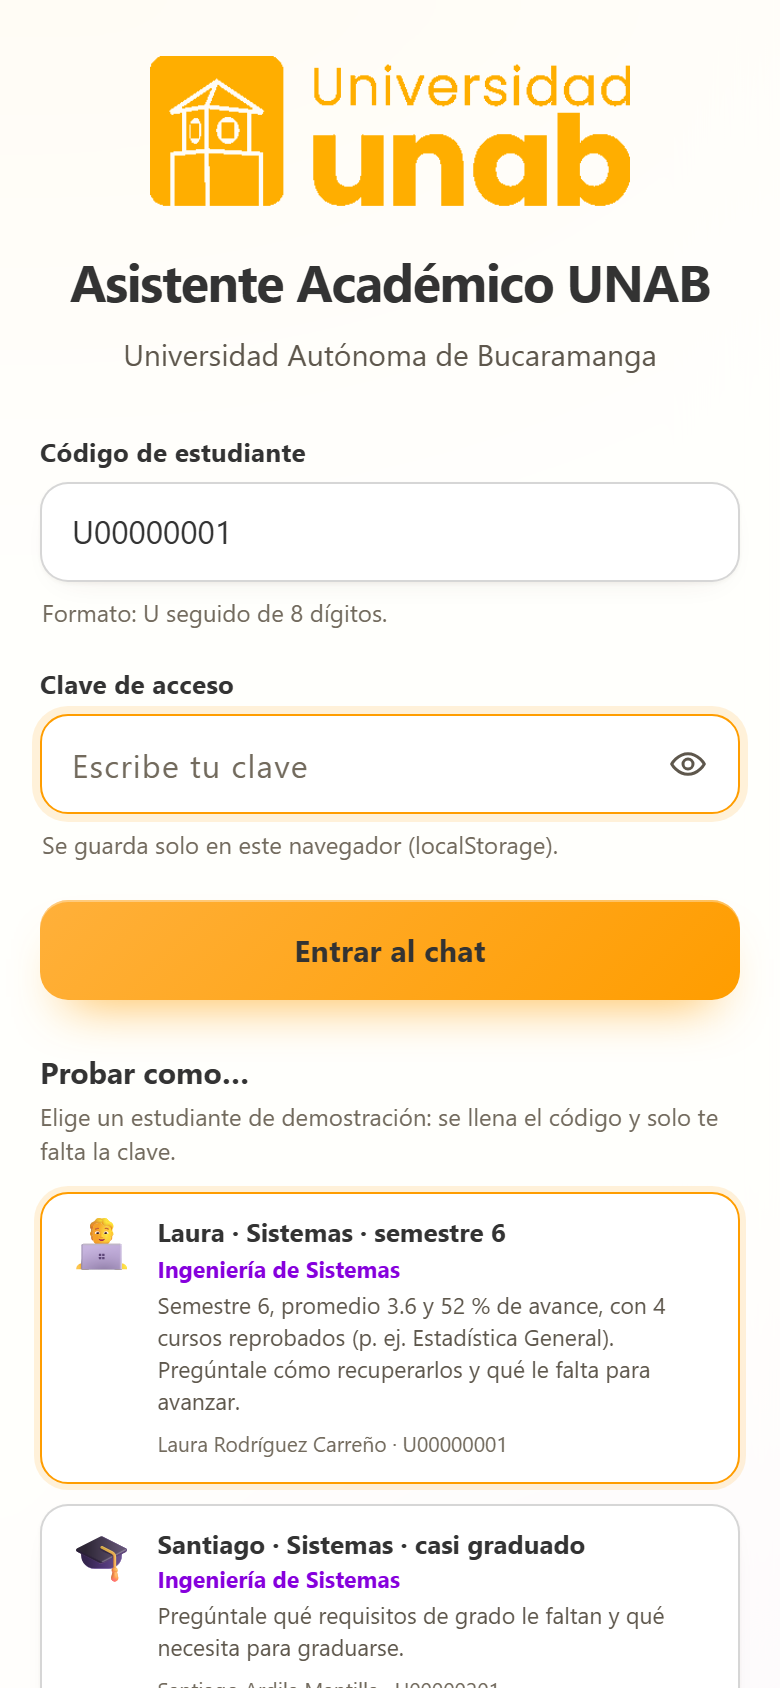 Universidad
unab
Asistente Académico UNAB
Universidad Autónoma de Bucaramanga
Código de estudiante
U00000001
Formato: U seguido de 8 dígitos.
Clave de acceso
Escribe tu clave
Se guarda solo en este navegador (localStorage).
Entrar al chat
Probar como...
Elige un estudiante de demostración: se llena el código y solo te
falta la clave.
Laura · Sistemas · semestre 6
Ingeniería de Sistemas
Semestre 6, promedio 3.6 y 52 % de avance, con 4
cursos reprobados (p. ej. Estadística General).
Pregúntale cómo recuperarlos y qué le falta para
avanzar.
Laura Rodríguez Carreño · U00000001
Santiago · Sistemas · casi graduado
Ingeniería de Sistemas
Pregúntale qué requisitos de grado le faltan y qué
necesita para graduarse.